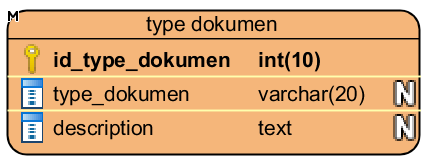 M
type dokumen
id_type_dokumen int(10)
type_dokumen varchar(20) N
description text N